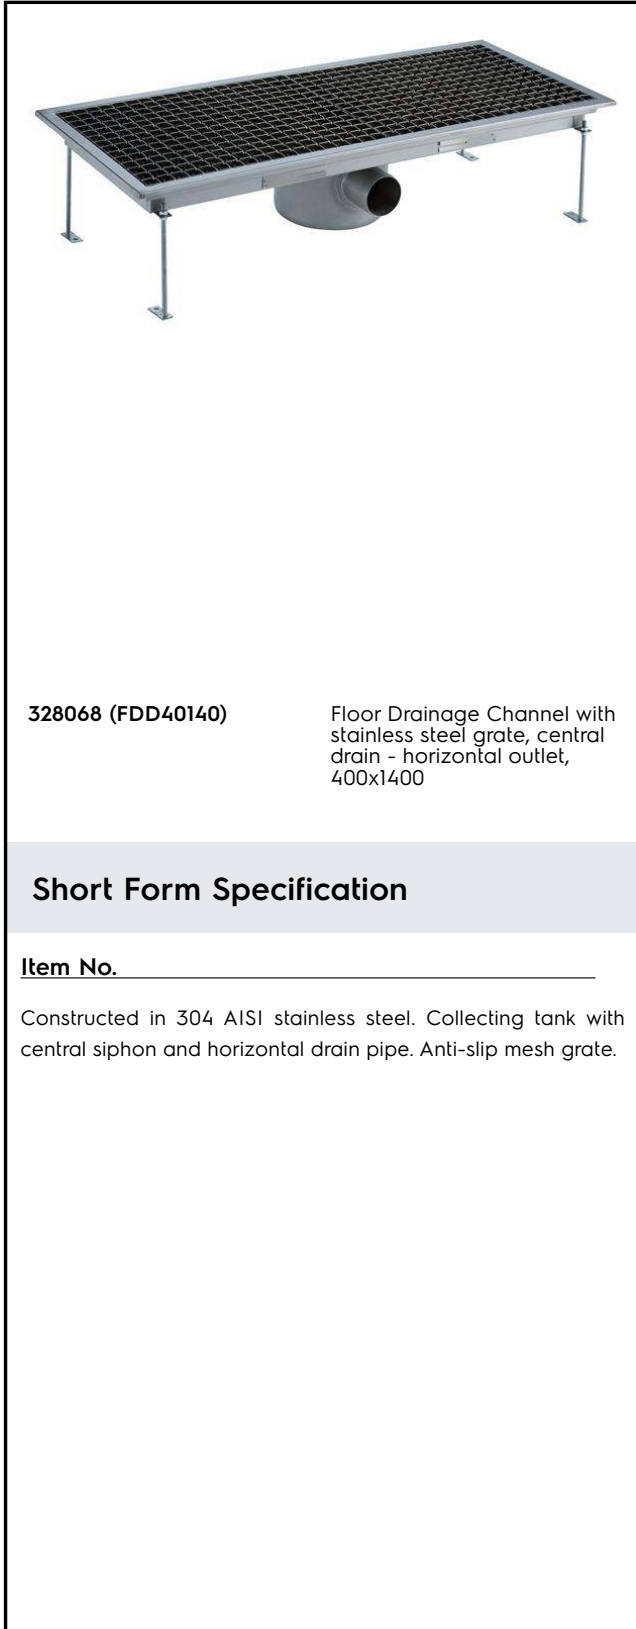 328068 (FDD40140)
Floor Drainage Channel with
stainless steel grate, central
drain - horizontal outlet,
400x1400
Short Form Specification
Item No.
Constructed in 304 AISI stainless steel. Collecting tank with
central siphon and horizontal drain pipe. Anti-slip mesh grate.